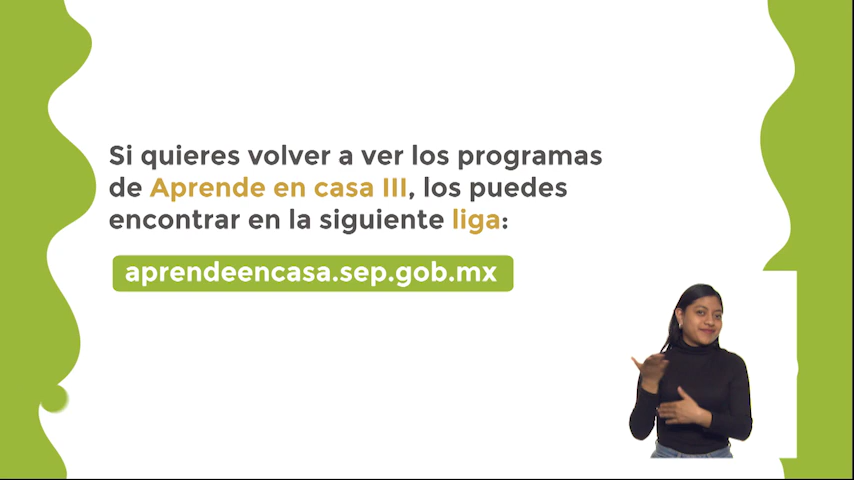 Si quieres volver a ver los programas
de Aprende en casa III, los puedes
encontrar en la siguiente liga:
aprendeencasa.sep.gob.mx